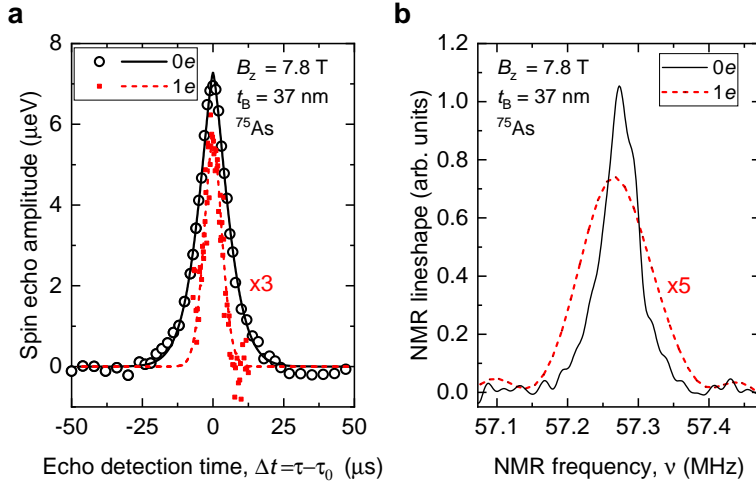 a
8
6
4
2
0
Spin echo amplitude (µeV)
0e
1e
B_z = 7.8 T
t_B = 37 nm
⁷⁵As
x3
-50 -25 0 25 50
Echo detection time, Δt=τ−τ₀ (µs)
b
1.2
1.0
0.8
0.6
0.4
0.2
0.0
NMR lineshape (arb. units)
B_z = 7.8 T
t_B = 37 nm
⁷⁵As
0e
1e
x5
57.1 57.2 57.3 57.4
NMR frequency, ν (MHz)